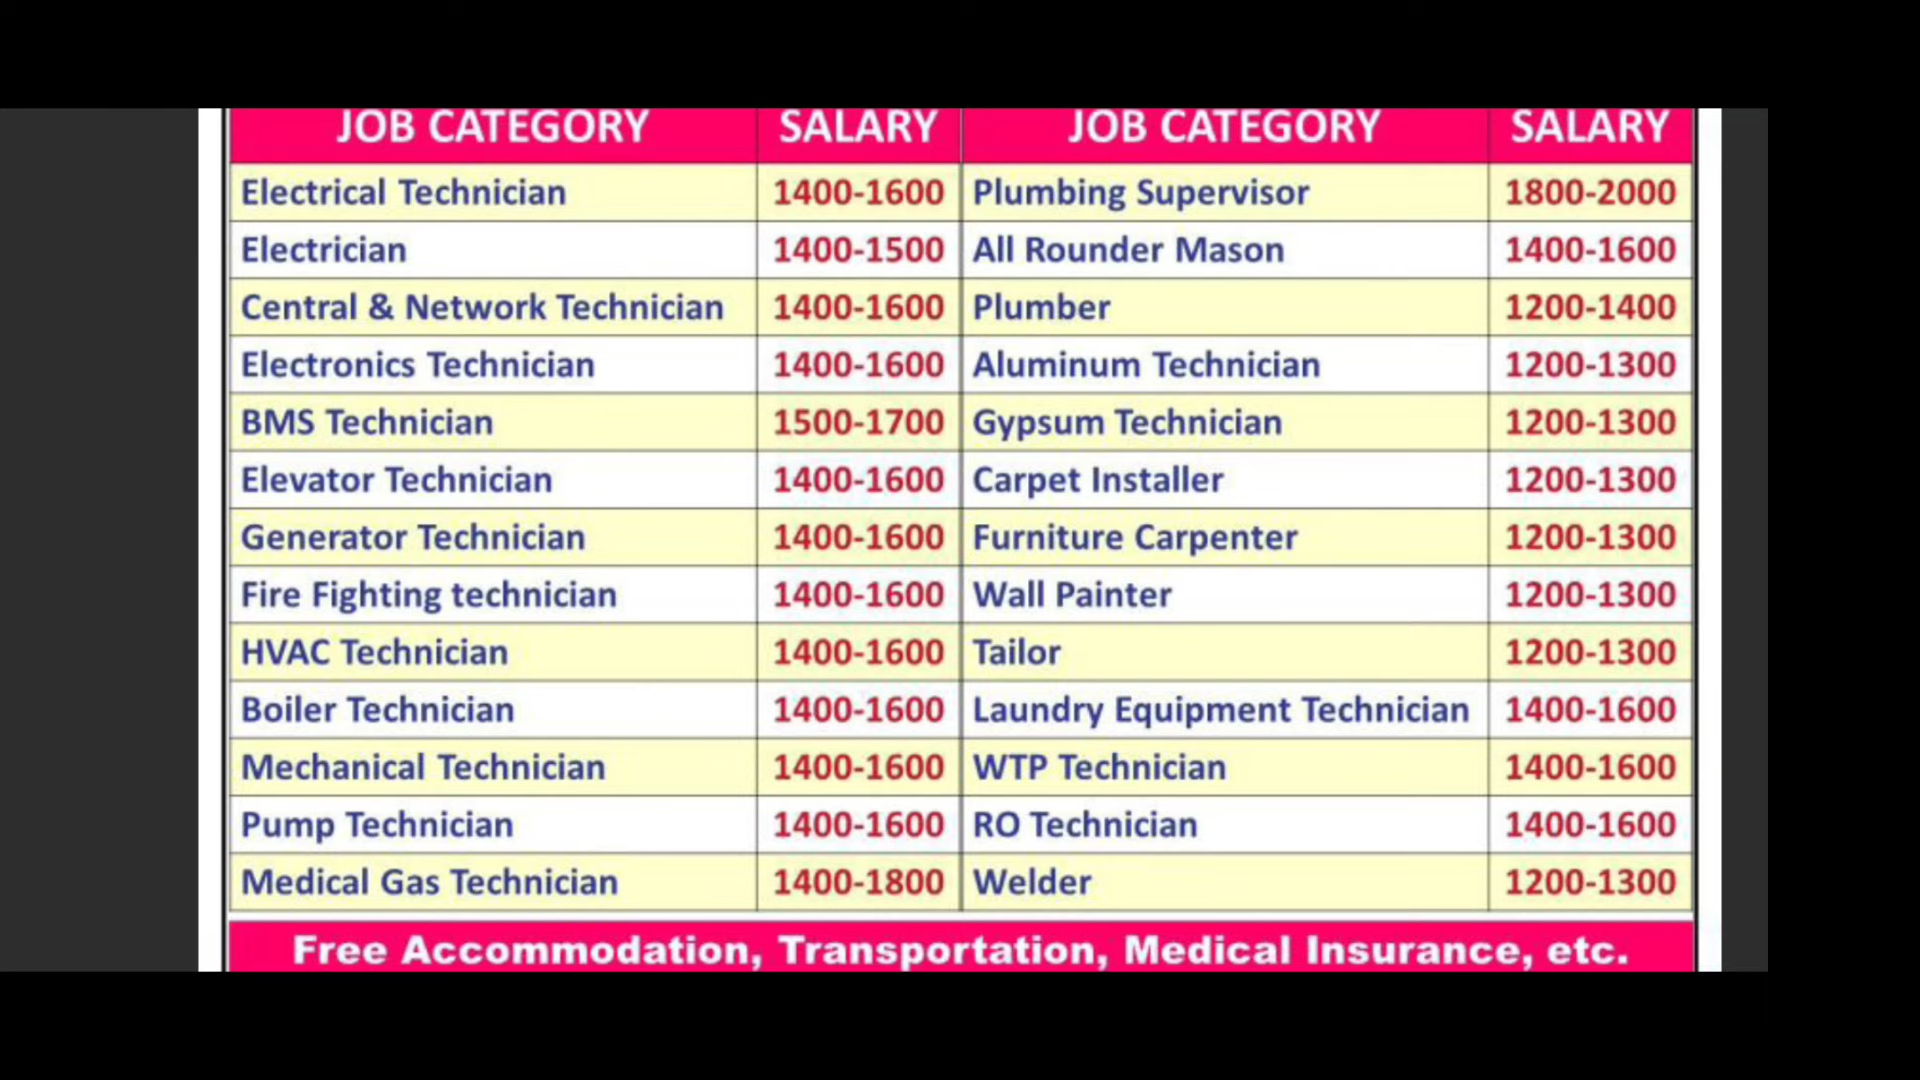 JOB CATEGORY SALARY JOB CATEGORY SALARY
Electrical Technician 1400-1600 Plumbing Supervisor 1800-2000
Electrician 1400-1500 All Rounder Mason 1400-1600
Central & Network Technician 1400-1600 Plumber 1200-1400
Electronics Technician 1400-1600 Aluminum Technician 1200-1300
BMS Technician 1500-1700 Gypsum Technician 1200-1300
Elevator Technician 1400-1600 Carpet Installer 1200-1300
Generator Technician 1400-1600 Furniture Carpenter 1200-1300
Fire Fighting technician 1400-1600 Wall Painter 1200-1300
HVAC Technician 1400-1600 Tailor 1200-1300
Boiler Technician 1400-1600 Laundry Equipment Technician 1400-1600
Mechanical Technician 1400-1600 WTP Technician 1400-1600
Pump Technician 1400-1600 RO Technician 1400-1600
Medical Gas Technician 1400-1800 Welder 1200-1300
Free Accommodation, Transportation, Medical Insurance, etc.